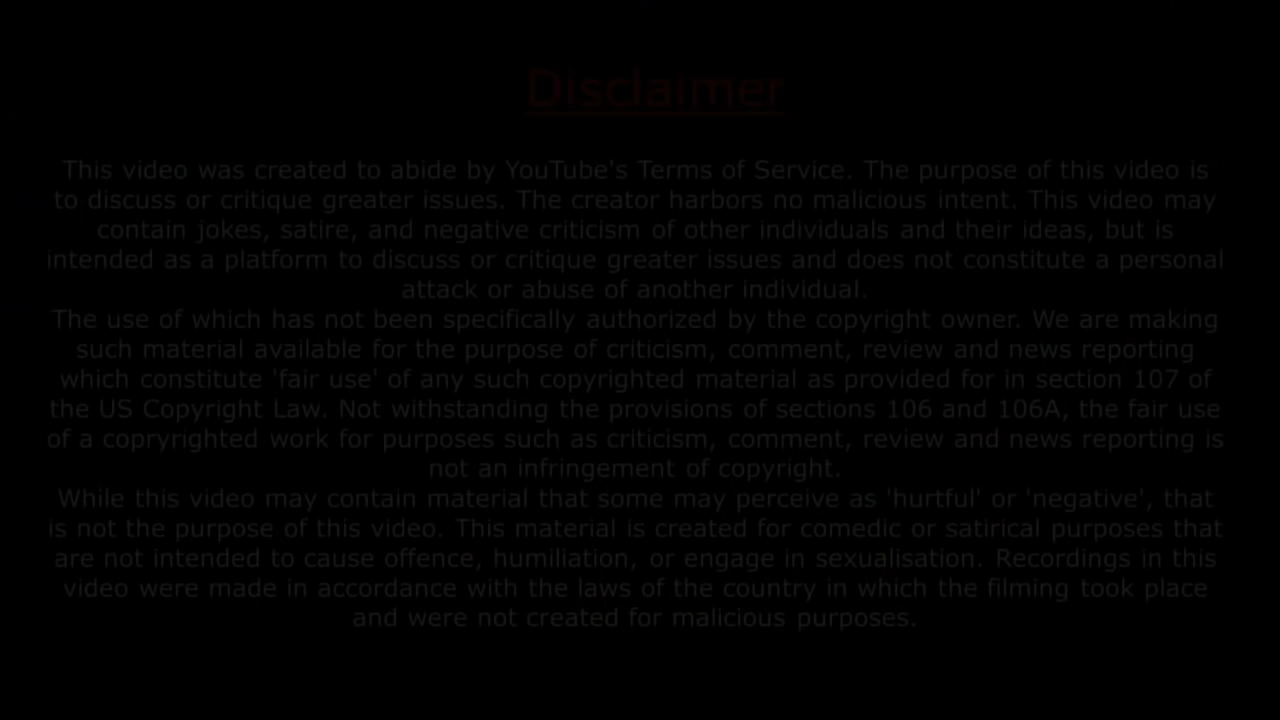 Disclaimer
This video was created to abide by YouTube's Terms of Service. The purpose of this video is
to discuss or critique greater issues. The creator harbors no malicious intent. This video may
contain jokes, satire, and negative criticism of other individuals and their ideas, but is
intended as a platform to discuss or critique greater issues and does not constitute a personal
attack or abuse of another individual.
The use of which has not been specifically authorized by the copyright owner. We are making
such material available for the purpose of criticism, comment, review and news reporting
which constitute 'fair use' of any such copyrighted material as provided for in section 107 of
the US Copyright Law. Not withstanding the provisions of sections 106 and 106A, the fair use
of a copryrighted work for purposes such as criticism, comment, review and news reporting is
not an infringement of copyright.
While this video may contain material that some may perceive as 'hurtful' or 'negative', that
is not the purpose of this video. This material is created for comedic or satirical purposes that
are not intended to cause offence, humiliation, or engage in sexualisation. Recordings in this
video were made in accordance with the laws of the country in which the filming took place
and were not created for malicious purposes.